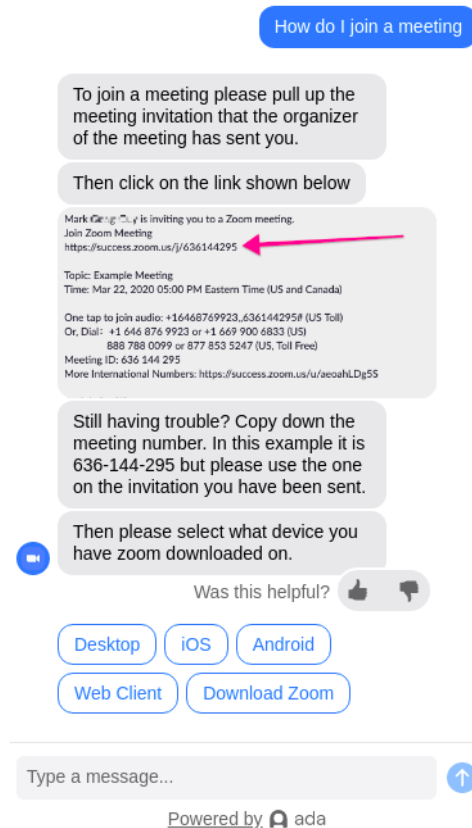 How do I join a meeting
To join a meeting please pull up the
meeting invitation that the organizer
of the meeting has sent you.
Then click on the link shown below
Mark is inviting you to a Zoom meeting.
Join Zoom Meeting
https://success.zoom.us/j/636144295
Topic: Example Meeting
Time: Mar 22, 2020 05:00 PM Eastern Time (US and Canada)
One tap to join audio: +16468769923,,636144295# (US Toll)
Or, Dial: +1 646 876 9923 or +1 669 900 6833 (US)
888 788 0099 or 877 853 5247 (US, Toll Free)
Meeting ID: 636 144 295
More International Numbers: https://success.zoom.us/u/aeoahLDg5S
Still having trouble? Copy down the
meeting number. In this example it is
636-144-295 but please use the one
on the invitation you have been sent.
Then please select what device you
have zoom downloaded on.
Was this helpful?
Desktop iOS Android
Web Client Download Zoom
Type a message...
Powered by ada